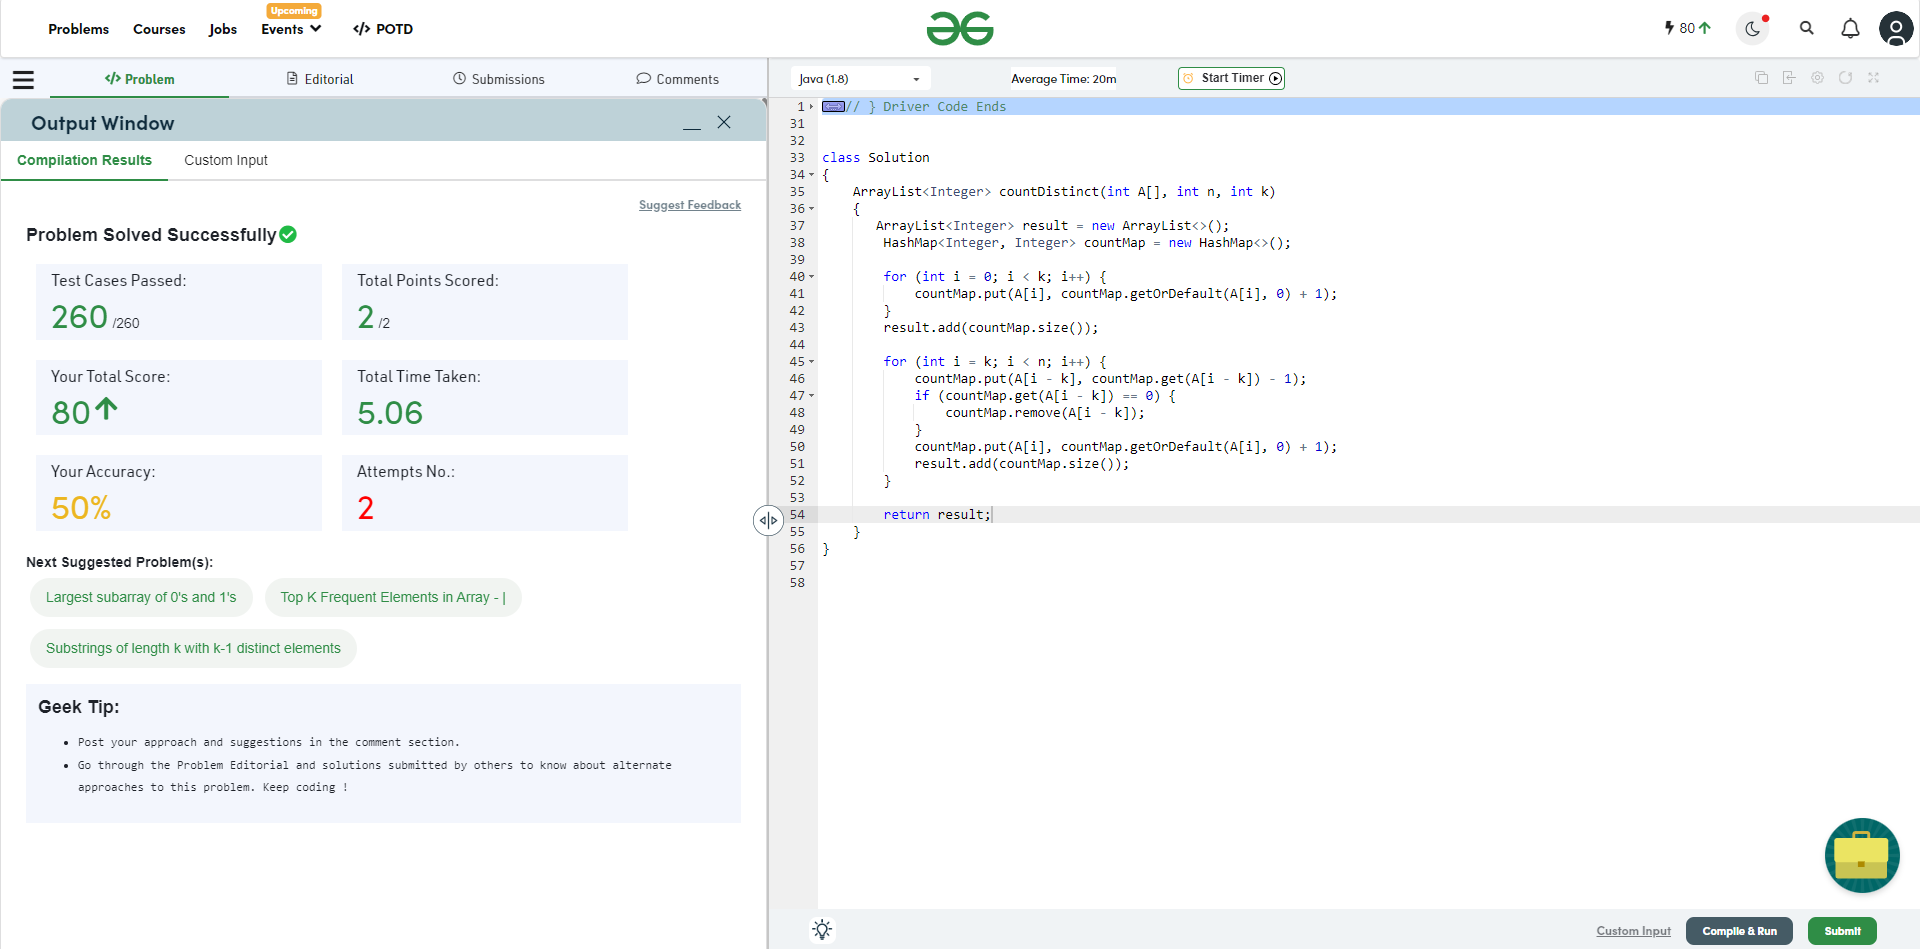 Problems Courses Jobs Upcoming Events </> POTD
80
</> Problem Editorial Submissions Comments
Java (1.8) Average Time: 20m Start Timer
Output Window
Compilation Results Custom Input
Suggest Feedback
Problem Solved Successfully
Test Cases Passed:
260 /260
Total Points Scored:
2 /2
Your Total Score:
80
Total Time Taken:
5.06
Your Accuracy:
50%
Attempts No.:
2
Next Suggested Problem(s):
Largest subarray of 0's and 1's Top K Frequent Elements in Array - |
Substrings of length k with k-1 distinct elements
Geek Tip:
Post your approach and suggestions in the comment section.
Go through the Problem Editorial and solutions submitted by others to know about alternate
approaches to this problem. Keep coding !
1 // } Driver Code Ends
31
32
33 class Solution
34 {
35 ArrayList<Integer> countDistinct(int A[], int n, int k)
36 {
37 ArrayList<Integer> result = new ArrayList<>();
38 HashMap<Integer, Integer> countMap = new HashMap<>();
39
40 for (int i = 0; i < k; i++) {
41 countMap.put(A[i], countMap.getOrDefault(A[i], 0) + 1);
42 }
43 result.add(countMap.size());
44
45 for (int i = k; i < n; i++) {
46 countMap.put(A[i - k], countMap.get(A[i - k]) - 1);
47 if (countMap.get(A[i - k]) == 0) {
48 countMap.remove(A[i - k]);
49 }
50 countMap.put(A[i], countMap.getOrDefault(A[i], 0) + 1);
51 result.add(countMap.size());
52 }
53
54 return result;
55 }
56 }
57
58
Custom Input Compile & Run Submit